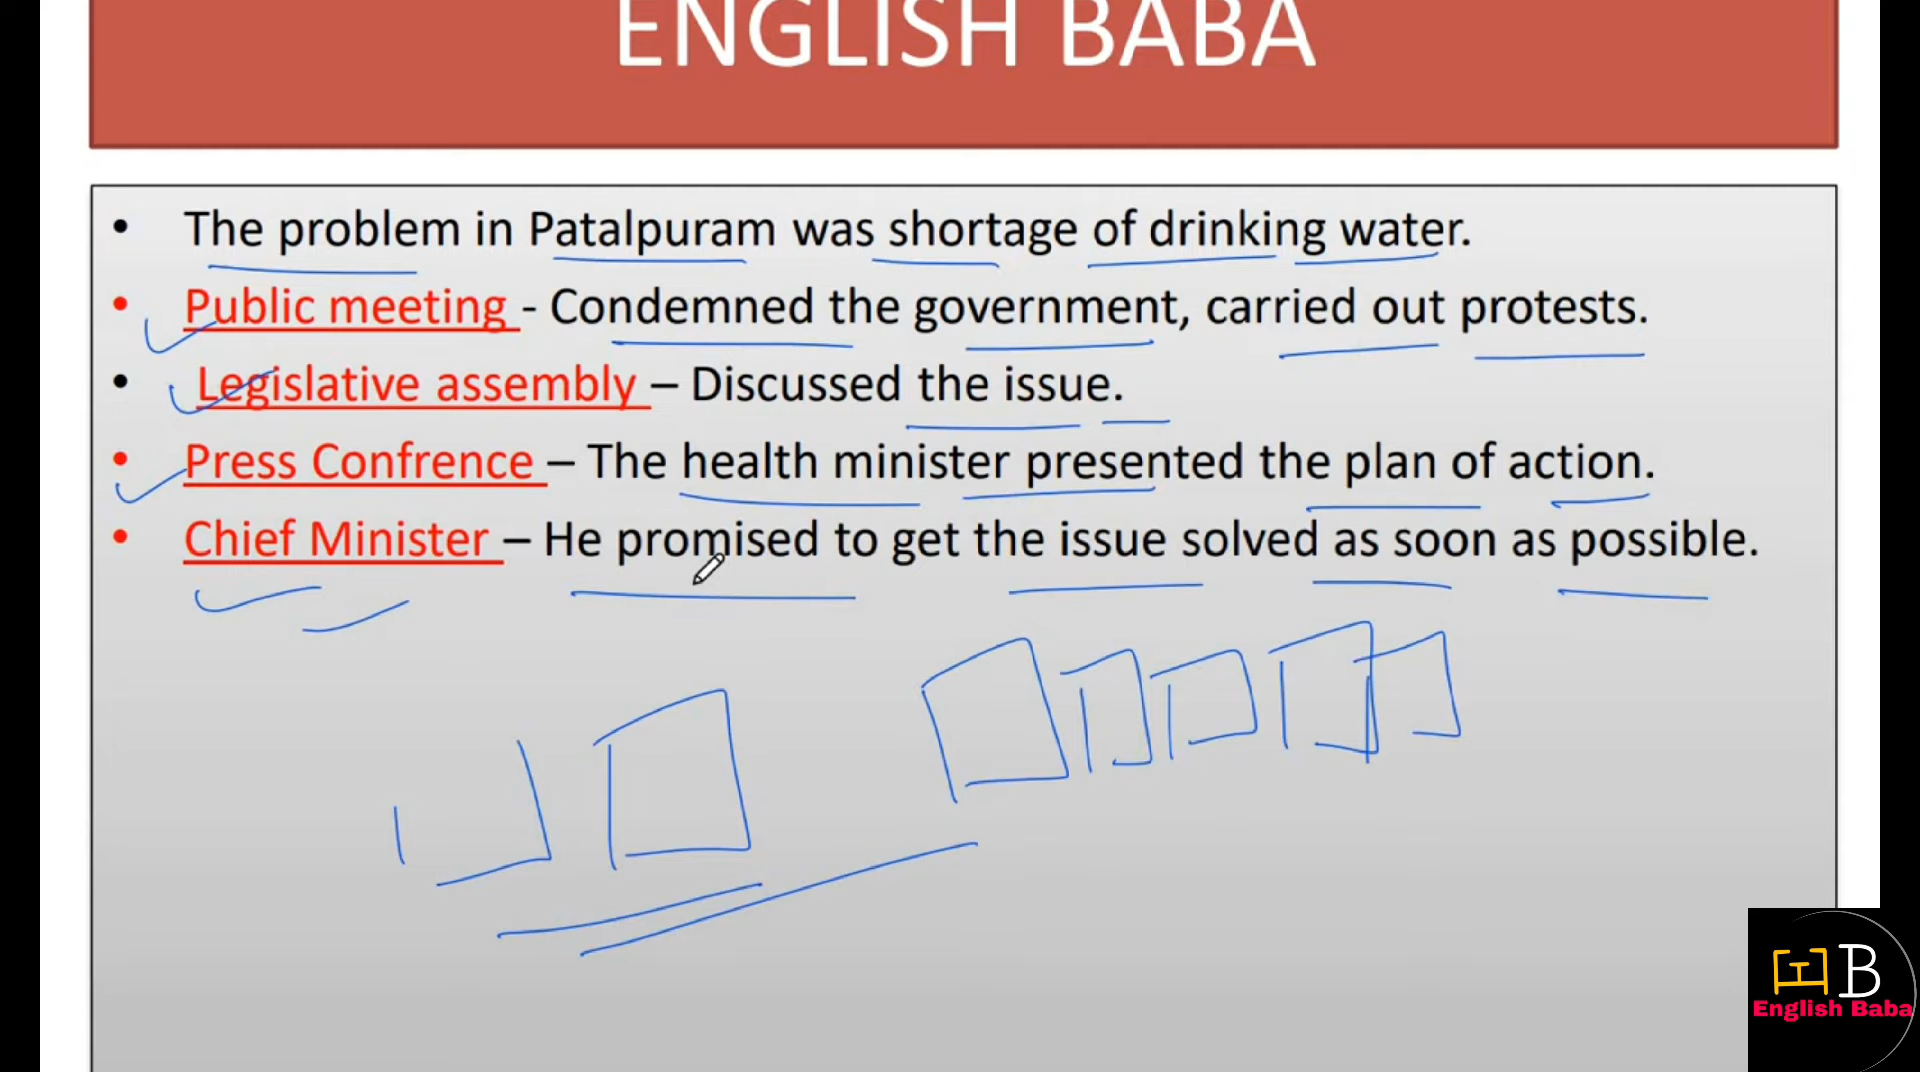 ENGLISH BABA
• The problem in Patalpuram was shortage of drinking water.
• Public meeting - Condemned the government, carried out protests.
• Legislative assembly – Discussed the issue.
• Press Confrence – The health minister presented the plan of action.
• Chief Minister – He promised to get the issue solved as soon as possible.
B
English Baba